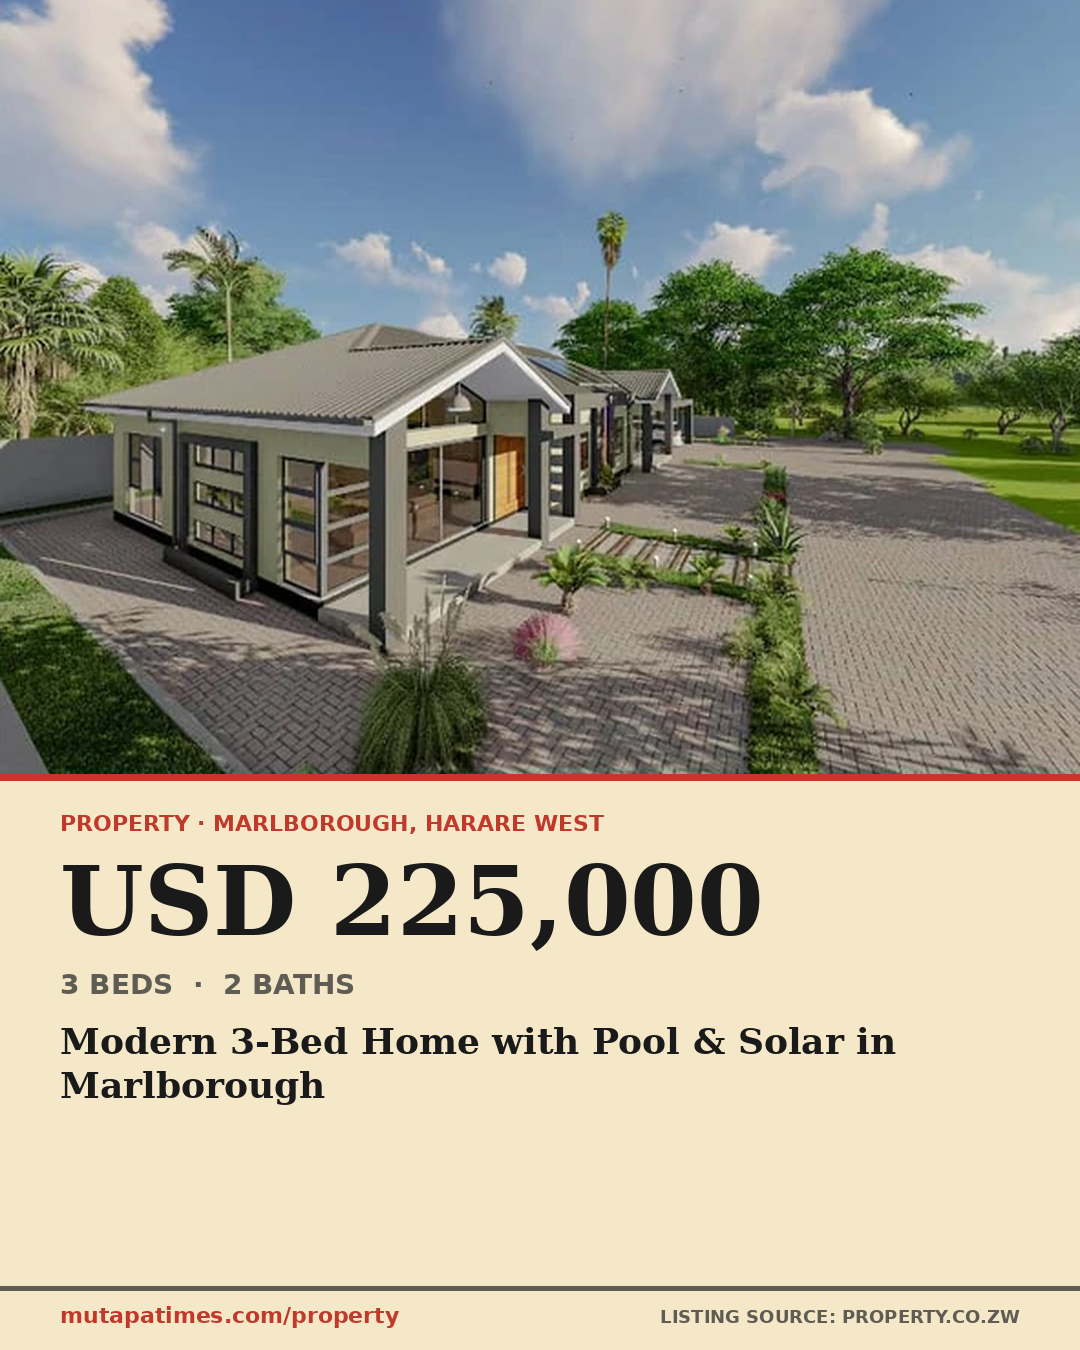 PROPERTY · MARLBOROUGH, HARARE WEST
USD 225,000
3 BEDS · 2 BATHS
Modern 3-Bed Home with Pool & Solar in
Marlborough
mutapatimes.com/property
LISTING SOURCE: PROPERTY.CO.ZW